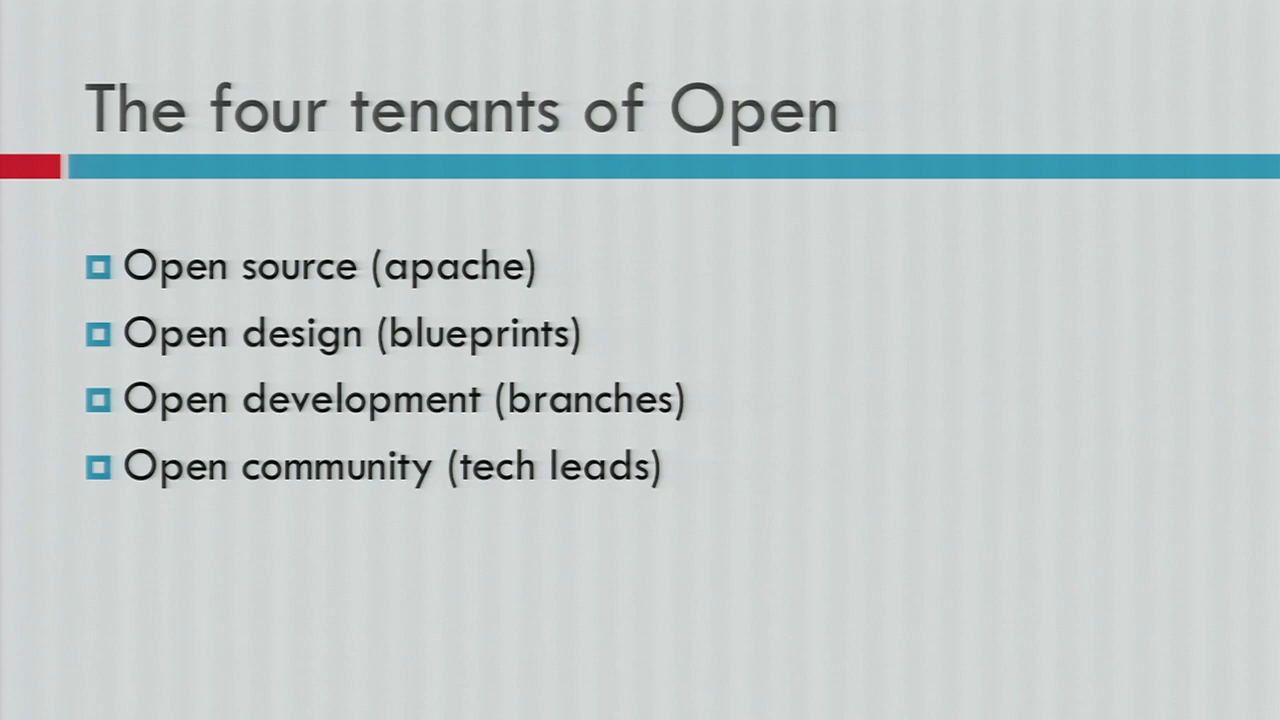 The four tenants of Open
Open source (apache)
Open design (blueprints)
Open development (branches)
Open community (tech leads)